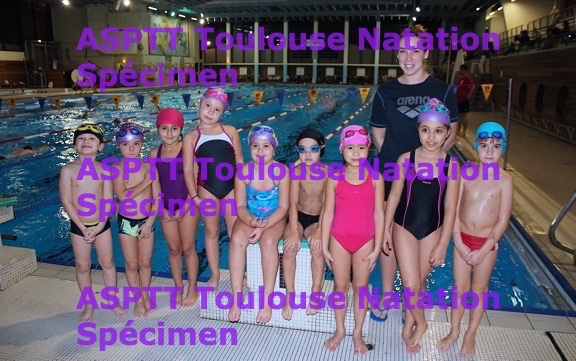 ASPTT Toulouse Natation
Spécimen
arena
ASPTT Toulouse Natation
Spécimen
ASPTT Toulouse Natation
Spécimen